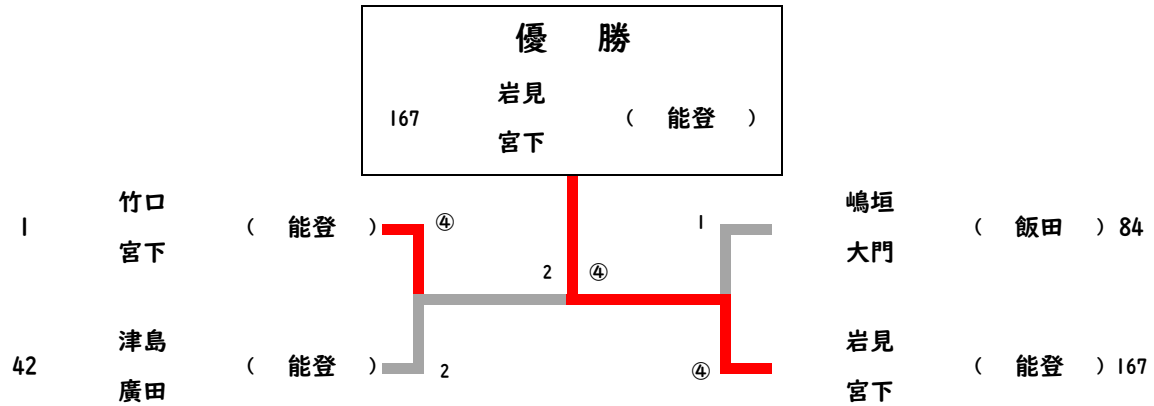 優 勝
岩見
167 ( 能登 )
宮下
竹口 嶋垣
1 ( 能登 ) ④ 1 ( 飯田 ) 84
宮下 大門
2 ④
津島 岩見
42 ( 能登 ) 2 ④ ( 能登 ) 167
廣田 宮下